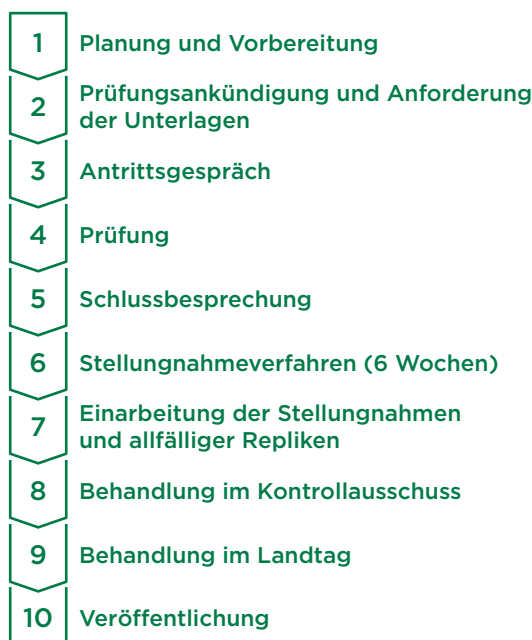 1 Planung und Vorbereitung
2 Prüfungsankündigung und Anforderung
der Unterlagen
3 Antrittsgespräch
4 Prüfung
5 Schlussbesprechung
6 Stellungnahmeverfahren (6 Wochen)
7 Einarbeitung der Stellungnahmen
und allfälliger Repliken
8 Behandlung im Kontrollausschuss
9 Behandlung im Landtag
10 Veröffentlichung